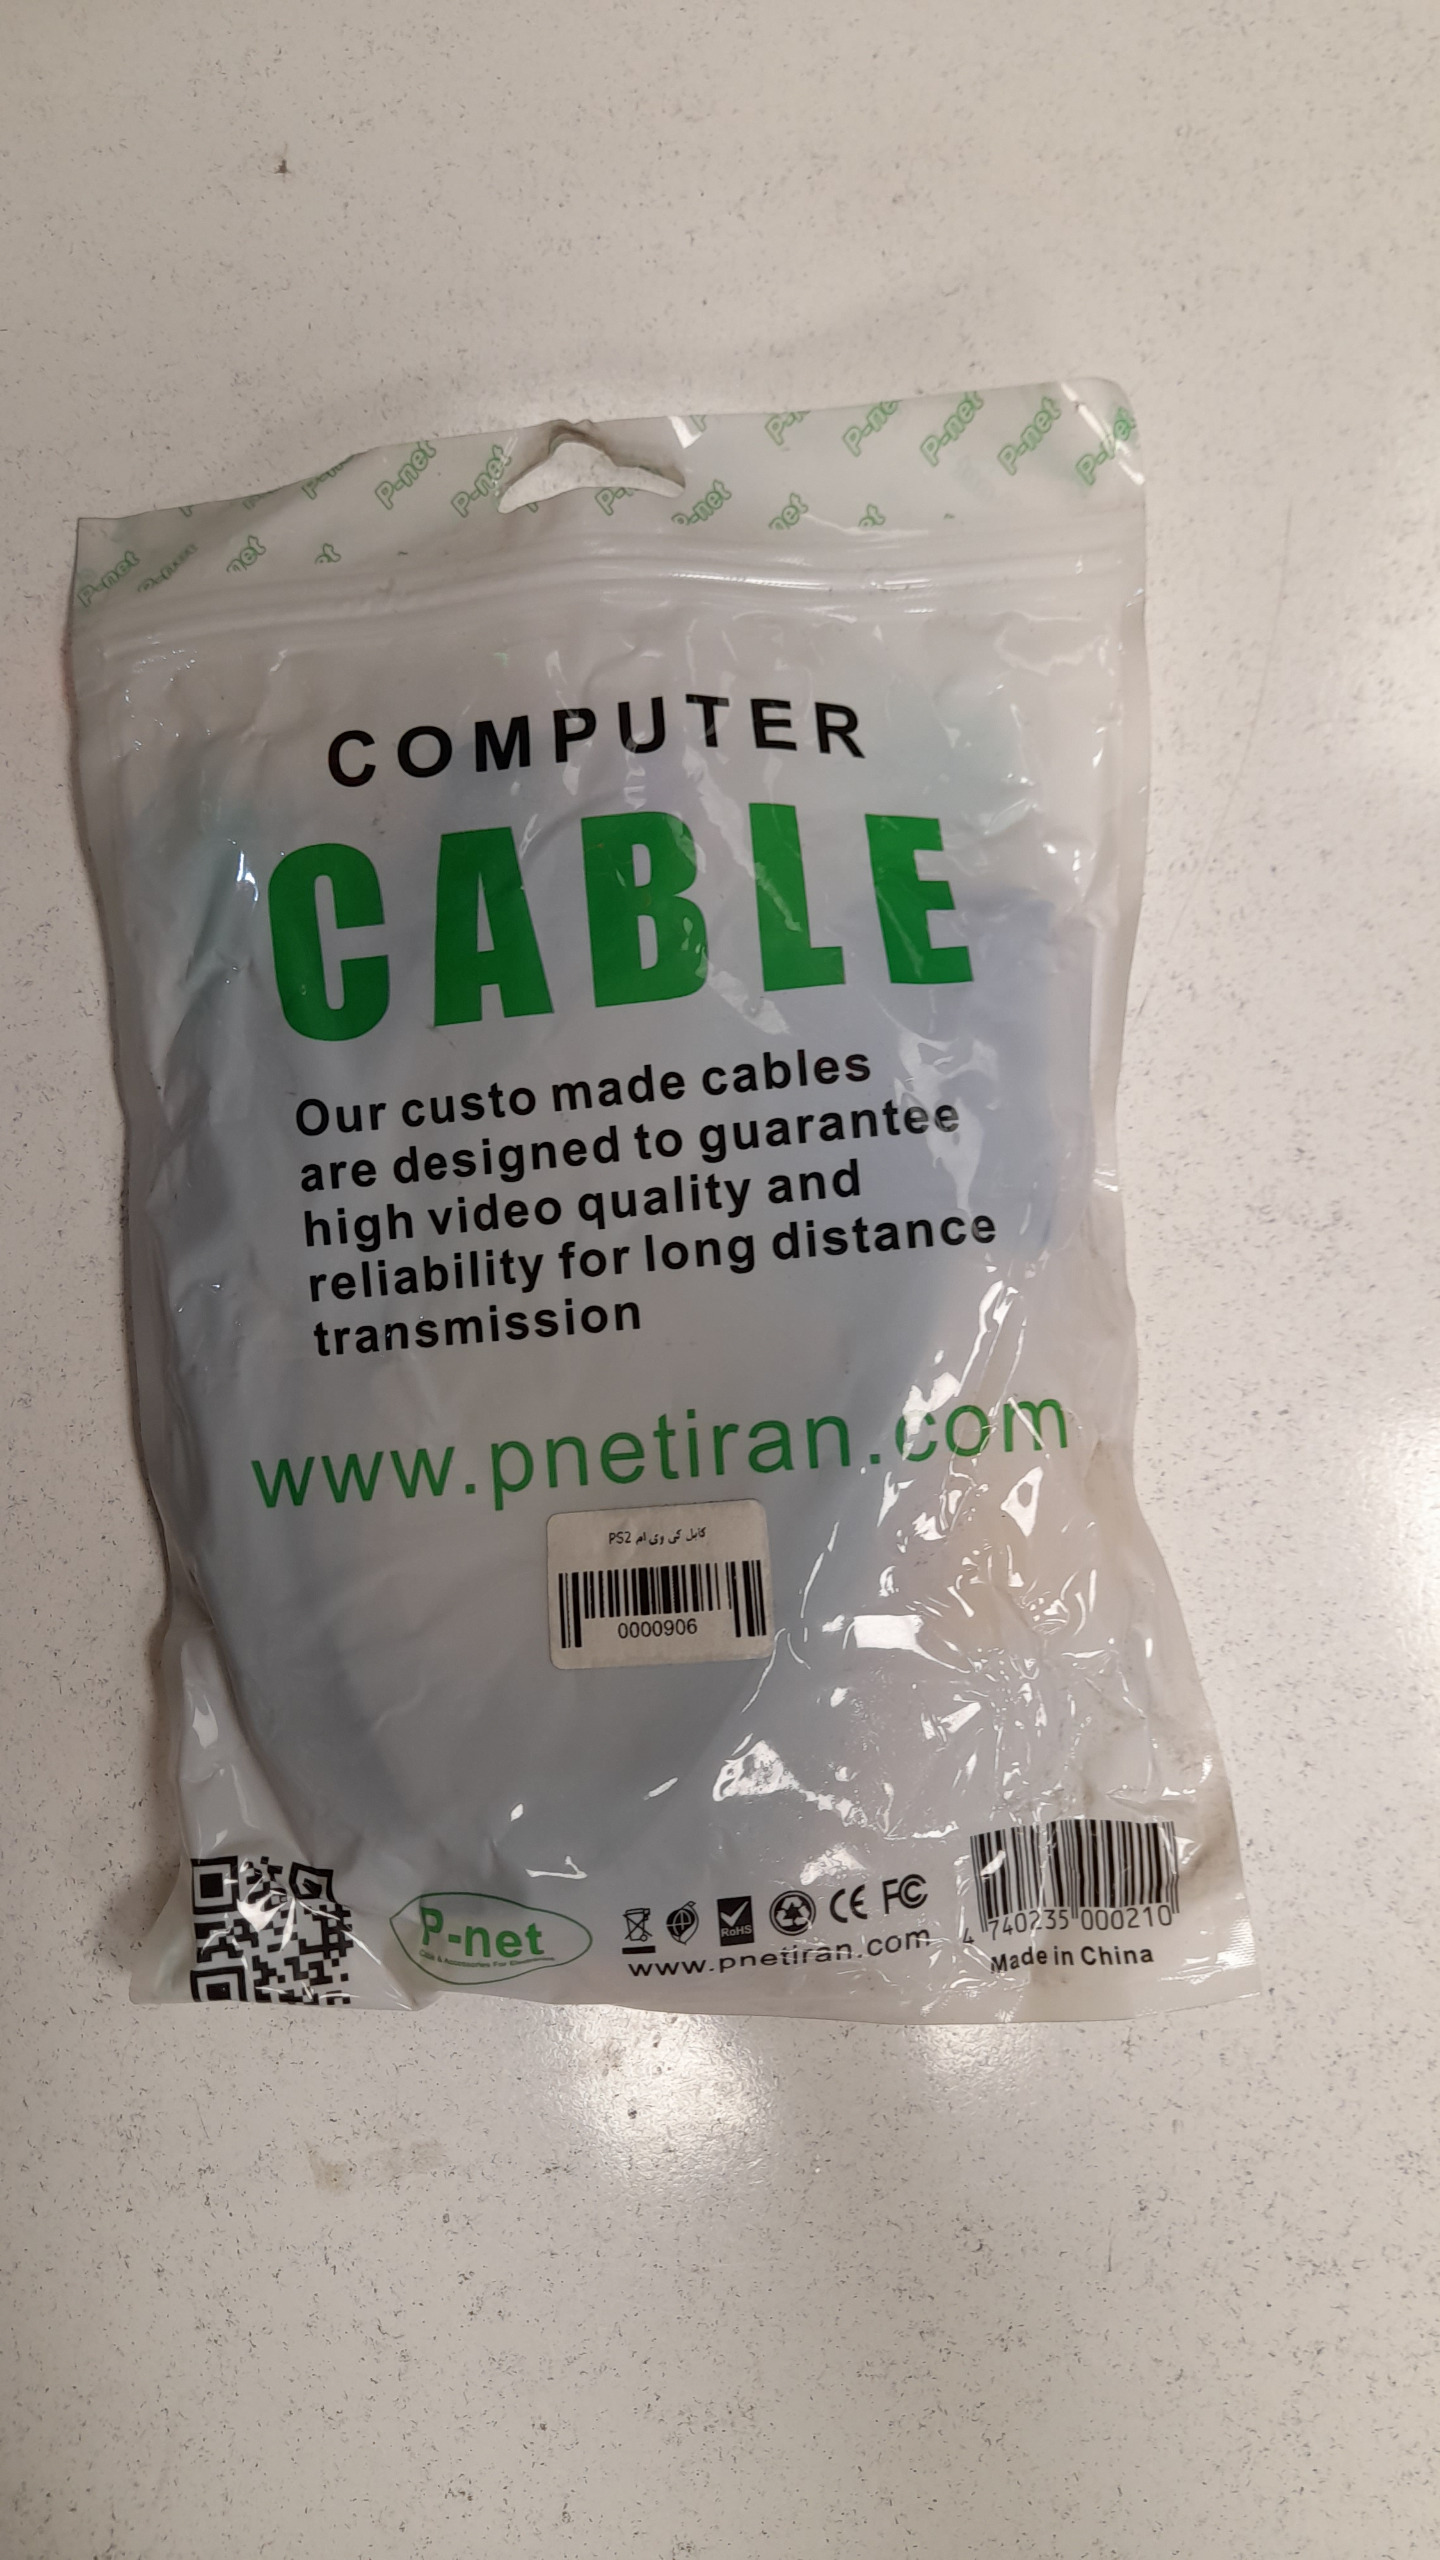 P-net
COMPUTER
CABLE
Our custo made cables
are designed to guarantee
high video quality and
reliability for long distance
transmission
www.pnetiran.com
کابل کی وی ام PS2
0000906
P-net
RoHS
CE FC
www.pnetiran.com
4 740235 000210
Made in China